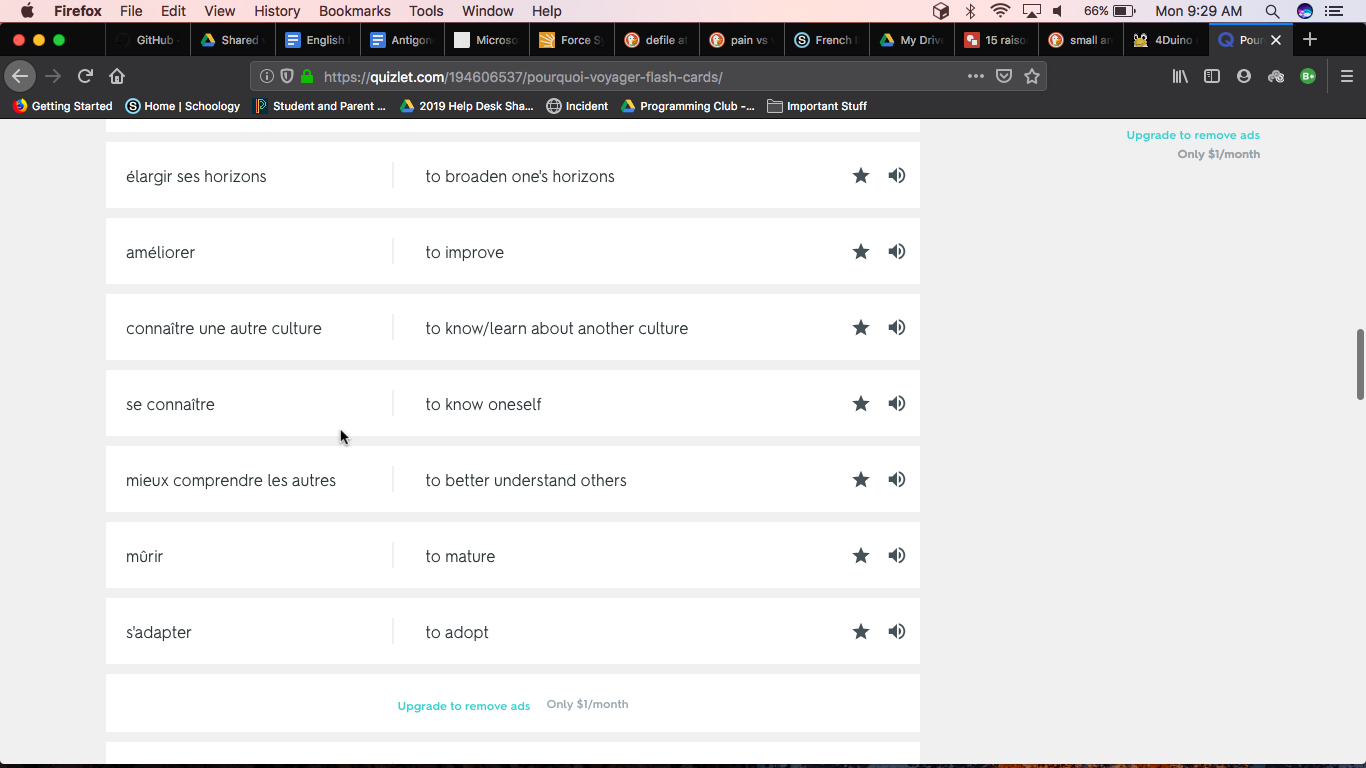 Firefox File Edit View History Bookmarks Tools Window Help 66% Mon 9:29 AM
GitHub Shared English Antigon Microso Force Sy defile at pain vs French I My Drive 15 raiso small an 4Duino Pour
https://quizlet.com/194606537/pourquoi-voyager-flash-cards/
Getting Started Home | Schoology Student and Parent ... 2019 Help Desk Sha... Incident Programming Club -... Important Stuff
Upgrade to remove ads
Only $1/month
élargir ses horizons to broaden one's horizons
améliorer to improve
connaître une autre culture to know/learn about another culture
se connaître to know oneself
mieux comprendre les autres to better understand others
mûrir to mature
s'adapter to adopt
Upgrade to remove ads Only $1/month